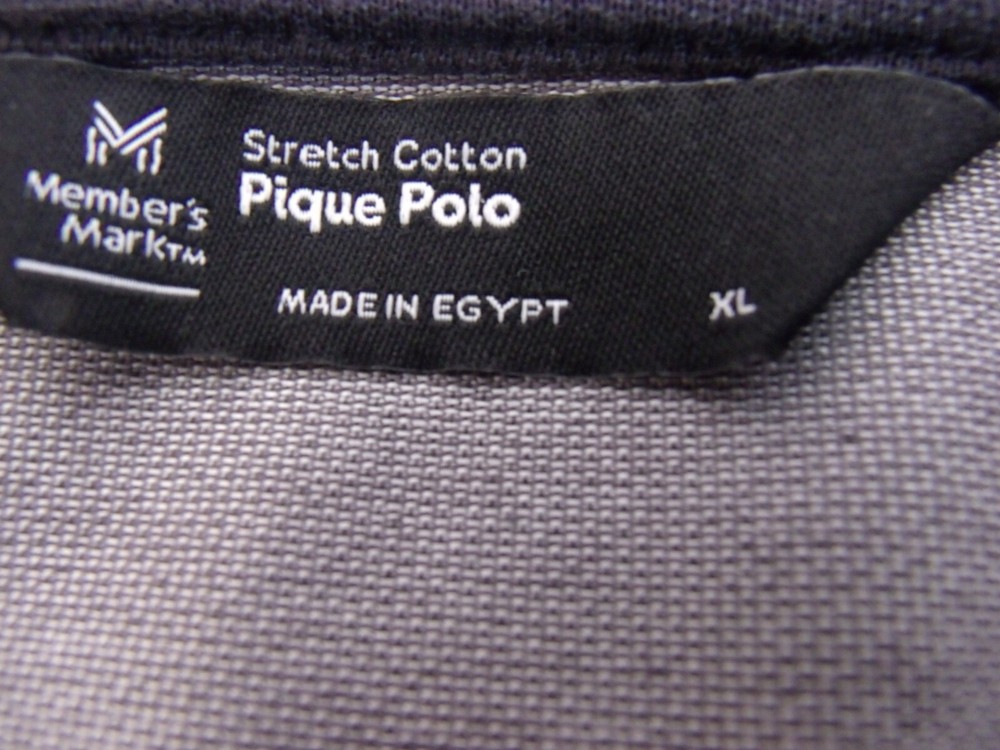 Member's
Mark™
Stretch Cotton
Pique Polo
MADE IN EGYPT
XL